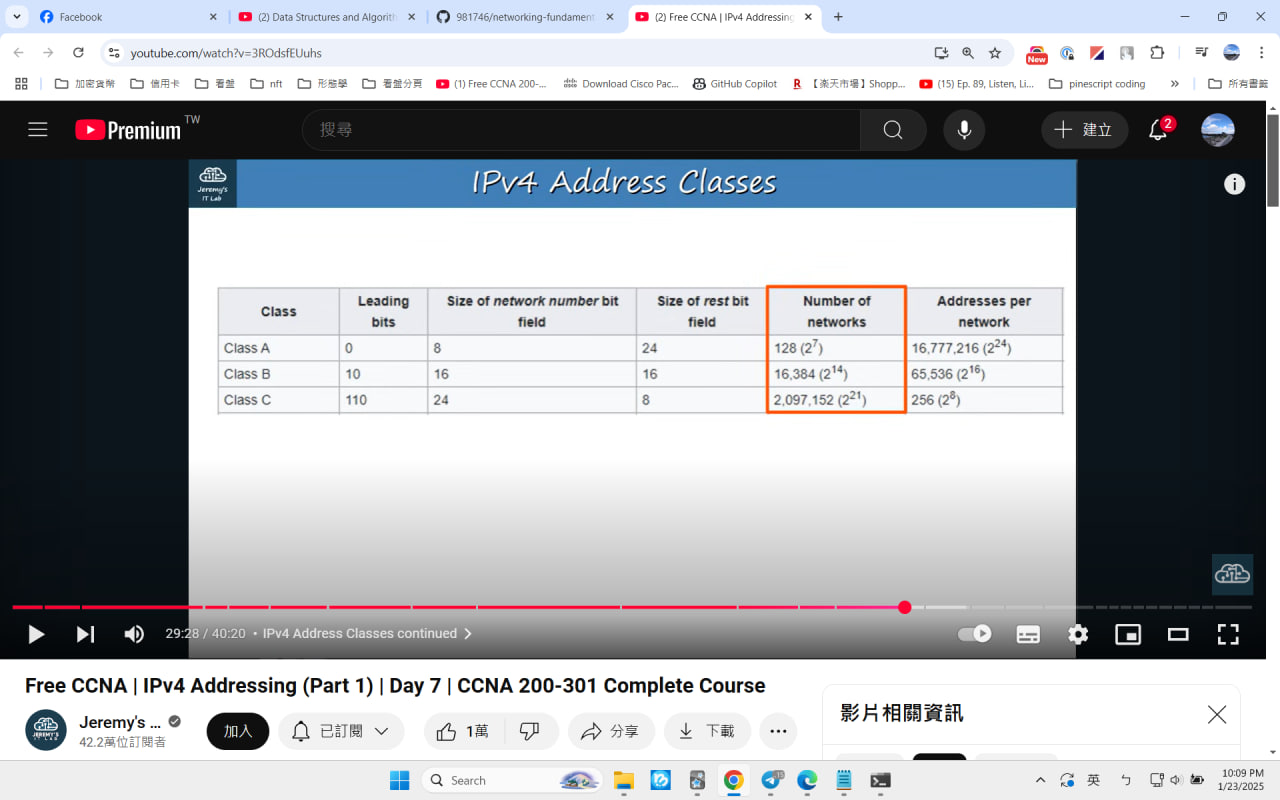 Facebook
(2) Data Structures and Algorith
981746/networking-fundament
(2) Free CCNA | IPv4 Addressing
youtube.com/watch?v=3ROdsfEUuhs
New
加密貨幣
信用卡
看盤
nft
形態學
看盤分頁
(1) Free CCNA 200-...
Download Cisco Pac...
GitHub Copilot
【楽天市場】Shopp...
(15) Ep. 89, Listen, Li...
pinescript coding
»
所有書籤
Premium TW
搜尋
建立
2
Jeremy's
IT Lab
IPv4 Address Classes
Class Leading bits Size of network number bit field Size of rest bit field Number of networks Addresses per network
Class A 0 8 24 128 (2^7) 16,777,216 (2^24)
Class B 10 16 16 16,384 (2^14) 65,536 (2^16)
Class C 110 24 8 2,097,152 (2^21) 256 (2^8)
29:28 / 40:20 • IPv4 Address Classes continued
Free CCNA | IPv4 Addressing (Part 1) | Day 7 | CCNA 200-301 Complete Course
JEREMY'S
IT LAB
Jeremy's ...
42.2萬位訂閱者
加入
已訂閱
1萬
分享
下載
影片相關資訊
Search
15
英
ㄅ
10:09 PM
1/23/2025